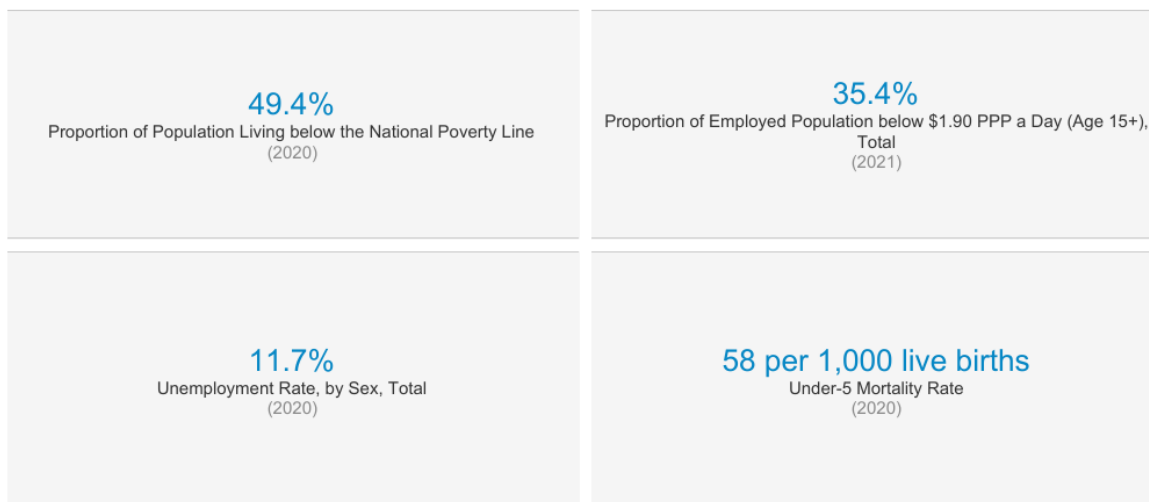 49.4%
Proportion of Population Living below the National Poverty Line
(2020)
35.4%
Proportion of Employed Population below $1.90 PPP a Day (Age 15+),
Total
(2021)
11.7%
Unemployment Rate, by Sex, Total
(2020)
58 per 1,000 live births
Under-5 Mortality Rate
(2020)